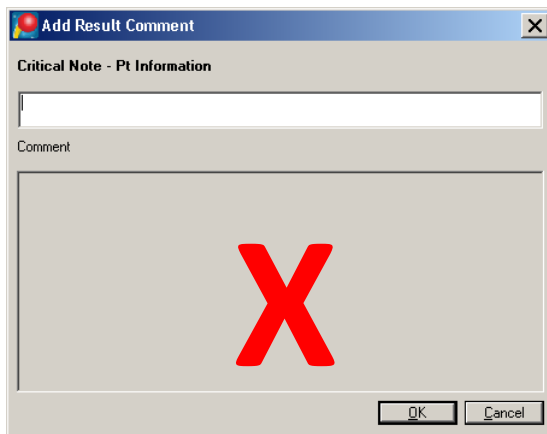 Add Result Comment
Critical Note - Pt Information
Comment
X
OK
Cancel